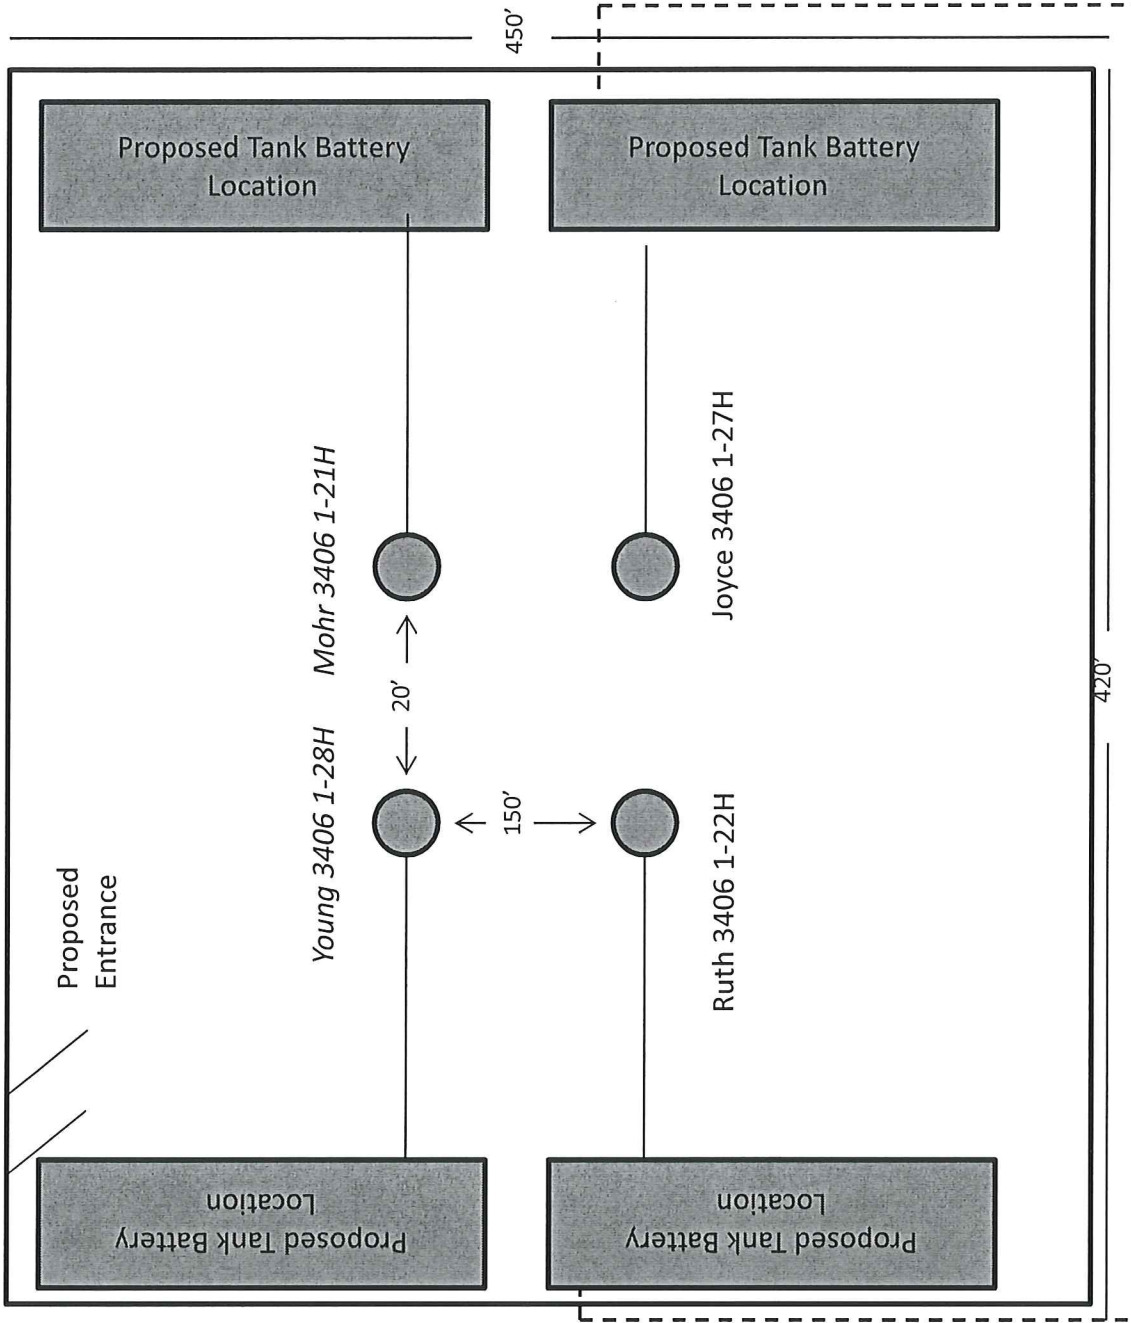 450’
Proposed Tank Battery
Location
Proposed Tank Battery
Location
Mohr 3406 1-21H
Joyce 3406 1-27H
20’
420’
Young 3406 1-28H
150’
Ruth 3406 1-22H
Proposed
Entrance
Proposed Tank Battery
Location
Proposed Tank Battery
Location